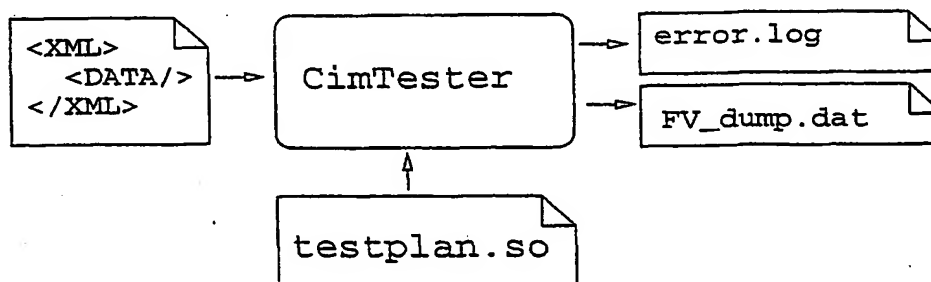 <XML>
<DATA/>
</XML>
CimTester
error.log
FV_dump.dat
testplan.so